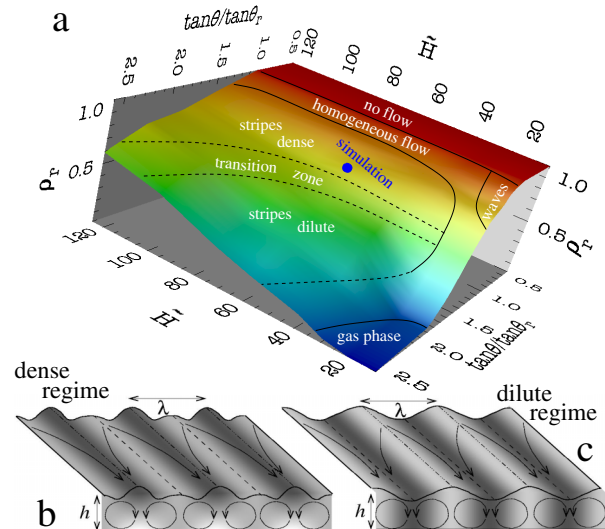 a
tanθ/tanθr
2.5
2.0
1.5
1.0
0.5
120
100
80
60
40
20
H̃
no flow
homogeneous flow
stripes
dense
simulation
transition
zone
waves
stripes
dilute
gas phase
1.0
0.5
ρr
1.0
0.5
ρr
120
100
80
60
40
20
H̃
0.5
1.0
1.5
2.0
2.5
tanθ/tanθr
dense
regime
λ
h
b
dilute
regime
λ
c
h